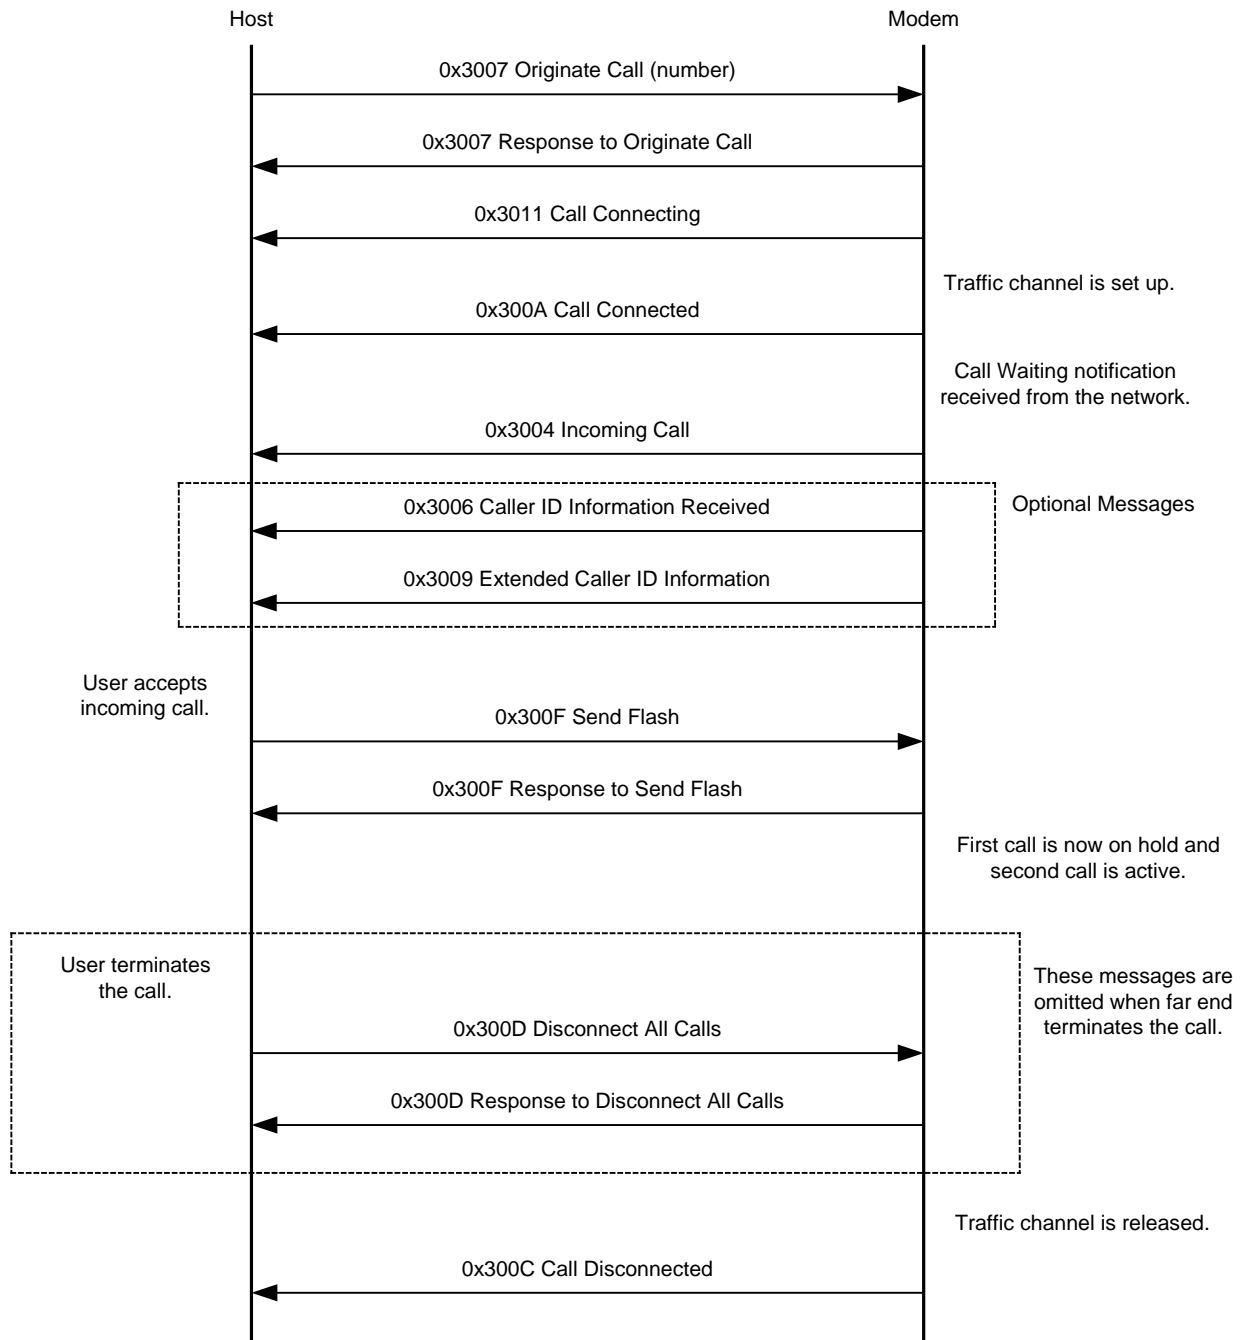 Host
Modem
0x3007 Originate Call (number)
0x3007 Response to Originate Call
0x3011 Call Connecting
Traffic channel is set up.
0x300A Call Connected
Call Waiting notification
received from the network.
0x3004 Incoming Call
Optional Messages
0x3006 Caller ID Information Received
0x3009 Extended Caller ID Information
User accepts
incoming call.
0x300F Send Flash
0x300F Response to Send Flash
First call is now on hold and
second call is active.
User terminates
the call.
These messages are
omitted when far end
terminates the call.
0x300D Disconnect All Calls
0x300D Response to Disconnect All Calls
Traffic channel is released.
0x300C Call Disconnected